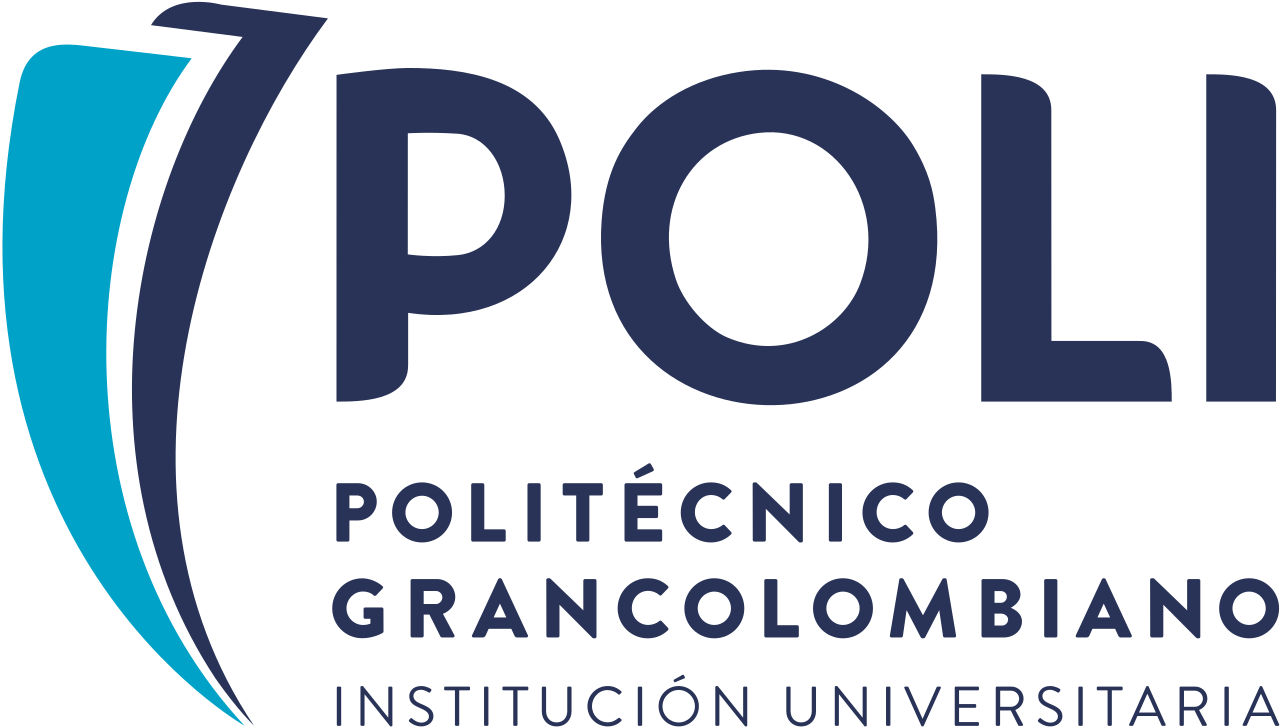 POLI
POLITÉCNICO
GRANCOLOMBIANO
INSTITUCIÓN UNIVERSITARIA